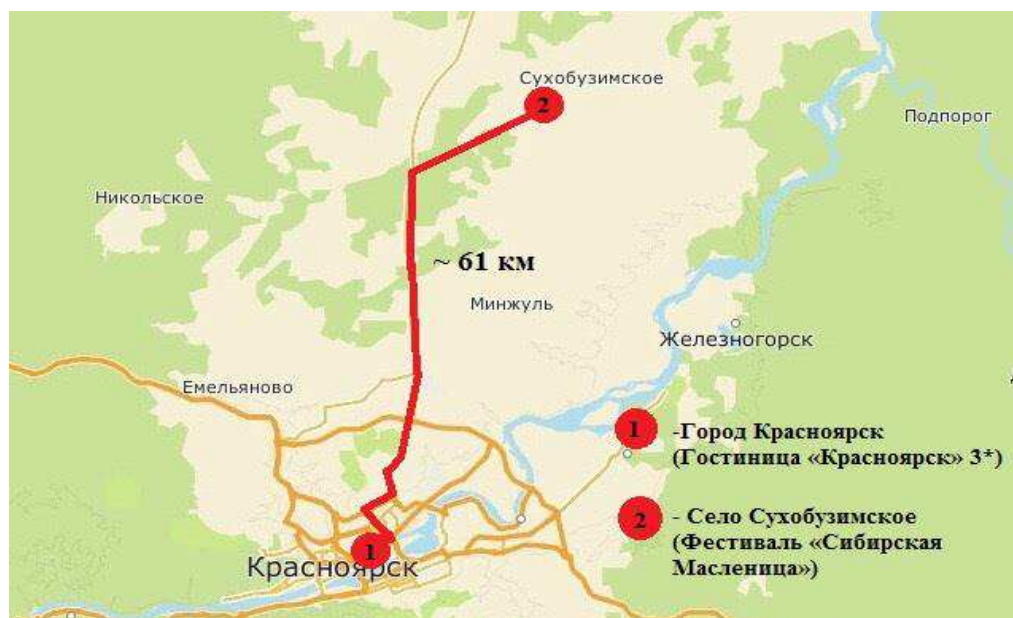 Сухобузимское
2
Подпорог
Никольское
~ 61 км
Минжуль
Железногорск
Емельяново
1
-Город Красноярск
(Гостиница «Красноярск» 3*)
2
- Село Сухобузимское
(Фестиваль «Сибирская
Масленица»)
1
Красноярск